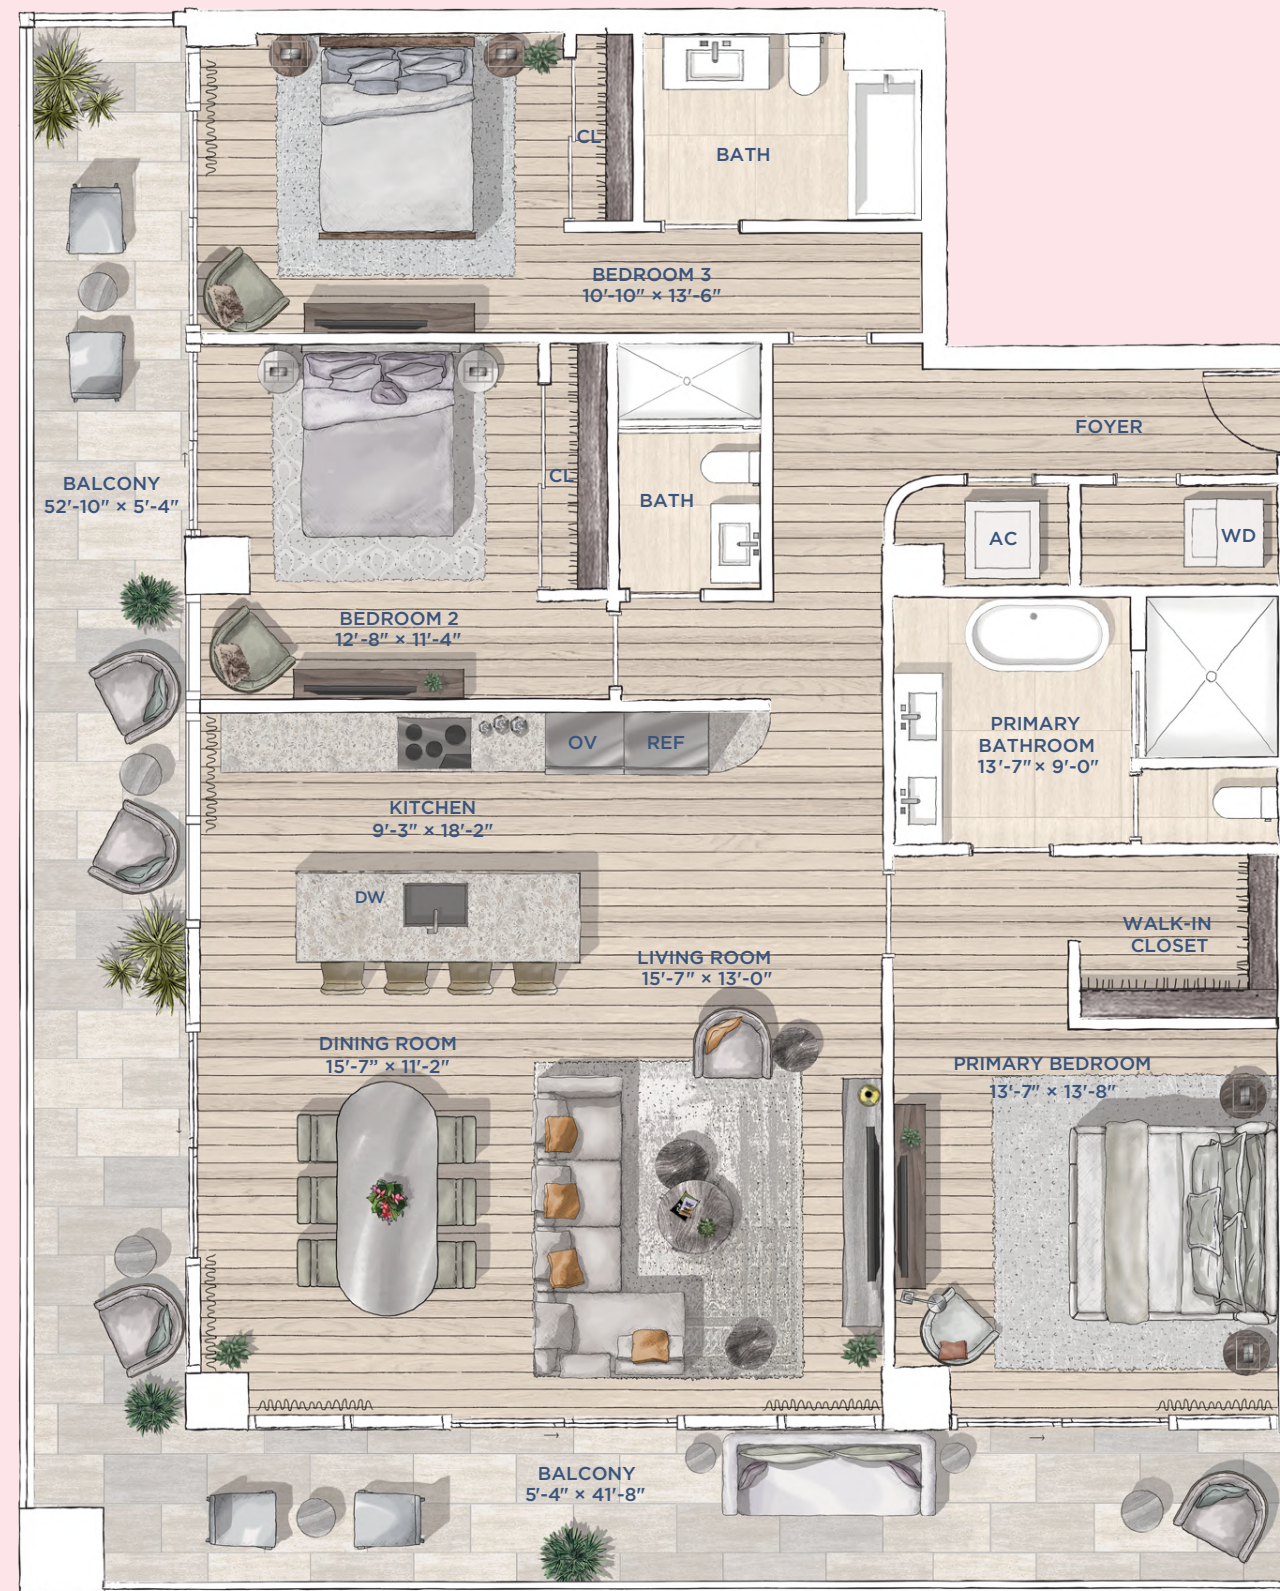 CL
BATH
BEDROOM 3
10'-10" × 13'-6"
FOYER
BALCONY
52'-10" × 5'-4"
CL
BATH
AC
WD
BEDROOM 2
12'-8" × 11'-4"
OV
REF
PRIMARY
BATHROOM
13'-7" × 9'-0"
KITCHEN
9'-3" × 18'-2"
DW
WALK-IN
CLOSET
LIVING ROOM
15'-7" × 13'-0"
DINING ROOM
15'-7” × 11'-2"
PRIMARY BEDROOM
13'-7" × 13'-8"
BALCONY
5'-4" × 41'-8"